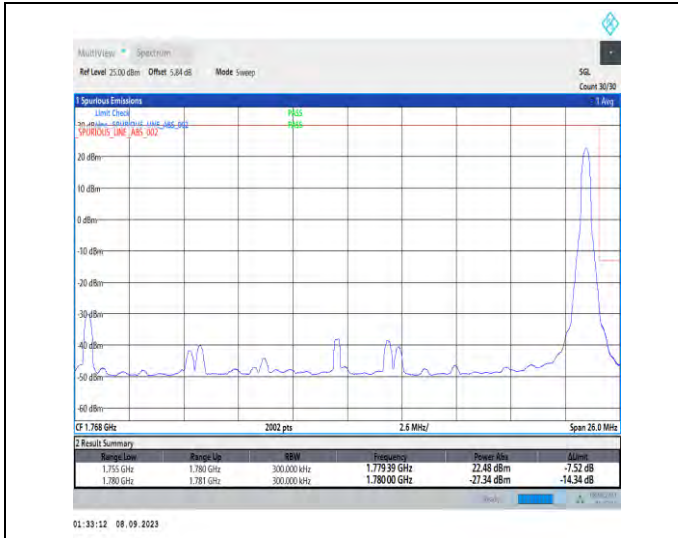 MultiView Spectrum
Ref Level 25.00 dBm Offset 5.84 dB Mode Sweep SGL
Count 30/30
1 Spurious Emissions 1 Avg
Limit Check PASS
SPURIOUS_LINE_ABS_002 PASS
SPURIOUS_LINE_ABS_002
20 dBm
10 dBm
0 dBm
-10 dBm
-20 dBm
-30 dBm
-40 dBm
-50 dBm
-60 dBm
CF 1.768 GHz 2002 pts 2.6 MHz/ Span 26.0 MHz
2 Result Summary
Range Low Range Up RBW Frequency Power Abs ΔLimit
1.755 GHz 1.780 GHz 300.000 kHz 1.779 39 GHz 22.48 dBm -7.52 dB
1.780 GHz 1.781 GHz 300.000 kHz 1.780 00 GHz -27.34 dBm -14.34 dB
01:33:12 08.09.2023